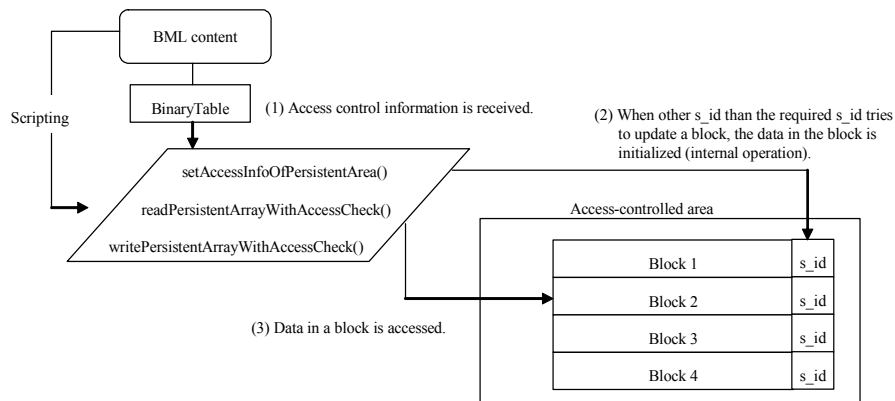 BML content
BinaryTable
(1) Access control information is received.
Scripting
(2) When other s_id than the required s_id tries
to update a block, the data in the block is
initialized (internal operation).
setAccessInfoOfPersistentArea()
readPersistentArrayWithAccessCheck()
writePersistentArrayWithAccessCheck()
Access-controlled area
Block 1 s_id
Block 2 s_id
Block 3 s_id
Block 4 s_id
(3) Data in a block is accessed.